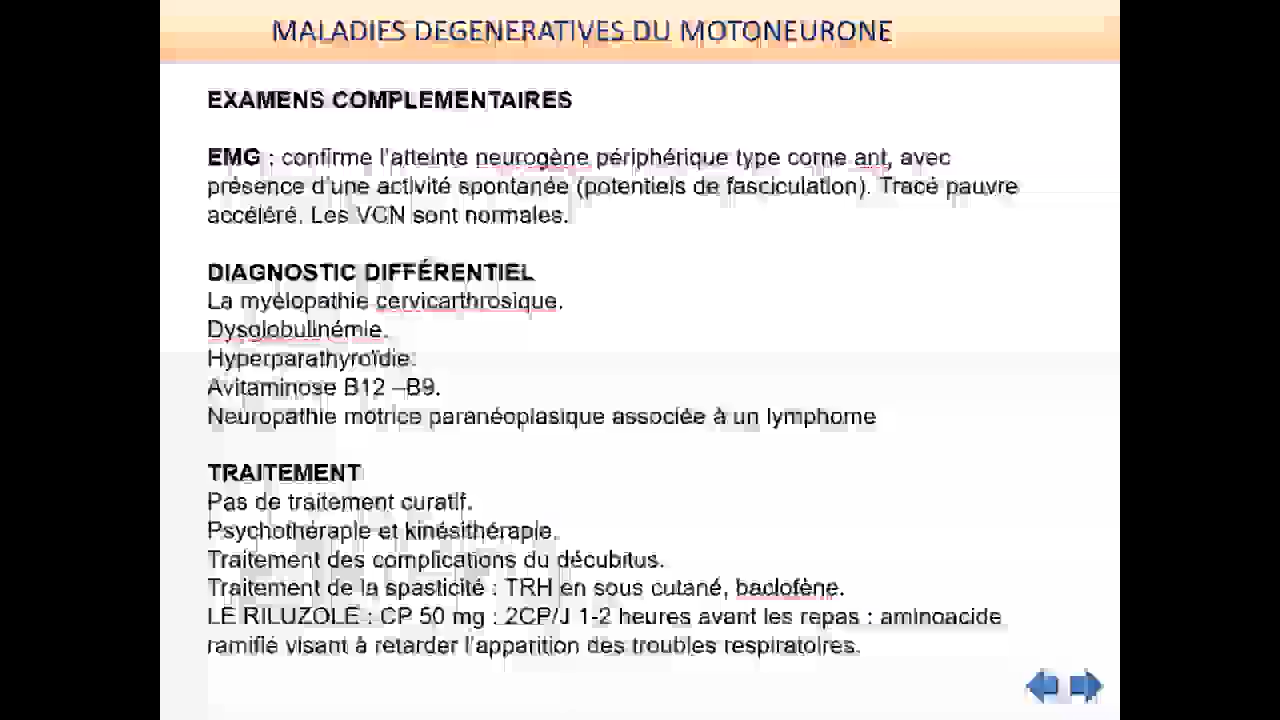 MALADIES DEGENERATIVES DU MOTONEURONE
EXAMENS COMPLEMENTAIRES
EMG : confirme l'atteinte neurogène périphérique type corne ant, avec
présence d'une activité spontanée (potentiels de fasciculation). Tracé pauvre
accéléré. Les VCN sont normales.
DIAGNOSTIC DIFFÉRENTIEL
La myélopathie cervicarthrosique.
Dysglobulinémie.
Hyperparathyroïdie.
Avitaminose B12 –B9.
Neuropathie motrice paranéoplasique associée à un lymphome
TRAITEMENT
Pas de traitement curatif.
Psychothérapie et kinésithérapie.
Traitement des complications du décubitus.
Traitement de la spasticité : TRH en sous cutané, baclofène.
LE RILUZOLE : CP 50 mg : 2CP/J 1-2 heures avant les repas : aminoacide
ramifié visant à retarder l'apparition des troubles respiratoires.